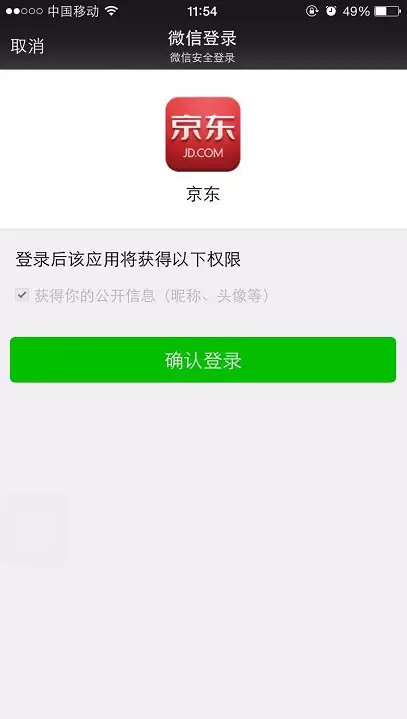 中国移动 11:54 49%
取消 微信登录
微信安全登录
京东
JD.COM
京东
登录后该应用将获得以下权限
获得你的公开信息（昵称、头像等）
确认登录